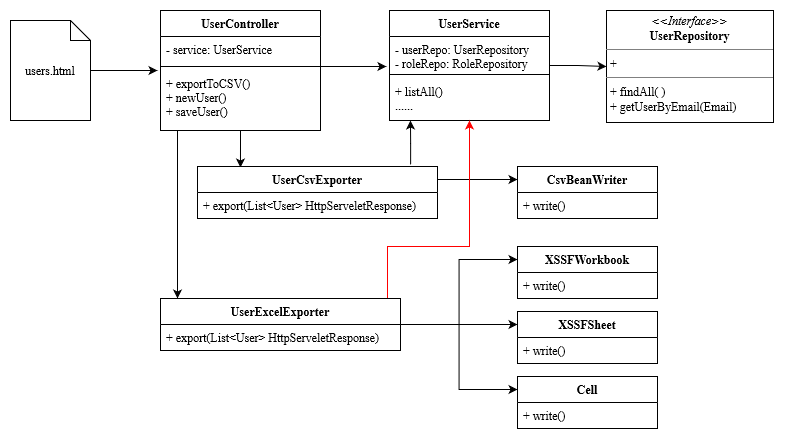 users.html
UserController
- service: UserService
+ exportToCSV()
+ newUser()
+ saveUser()
UserService
- userRepo: UserRepository
- roleRepo: RoleRepository
+ listAll()
......
<<Interface>>
UserRepository
+
+ findAll( )
+ getUserByEmail(Email)
UserCsvExporter
+ export(List<User> HttpServeletResponse)
CsvBeanWriter
+ write()
XSSFWorkbook
+ write()
UserExcelExporter
+ export(List<User> HttpServeletResponse)
XSSFSheet
+ write()
Cell
+ write()